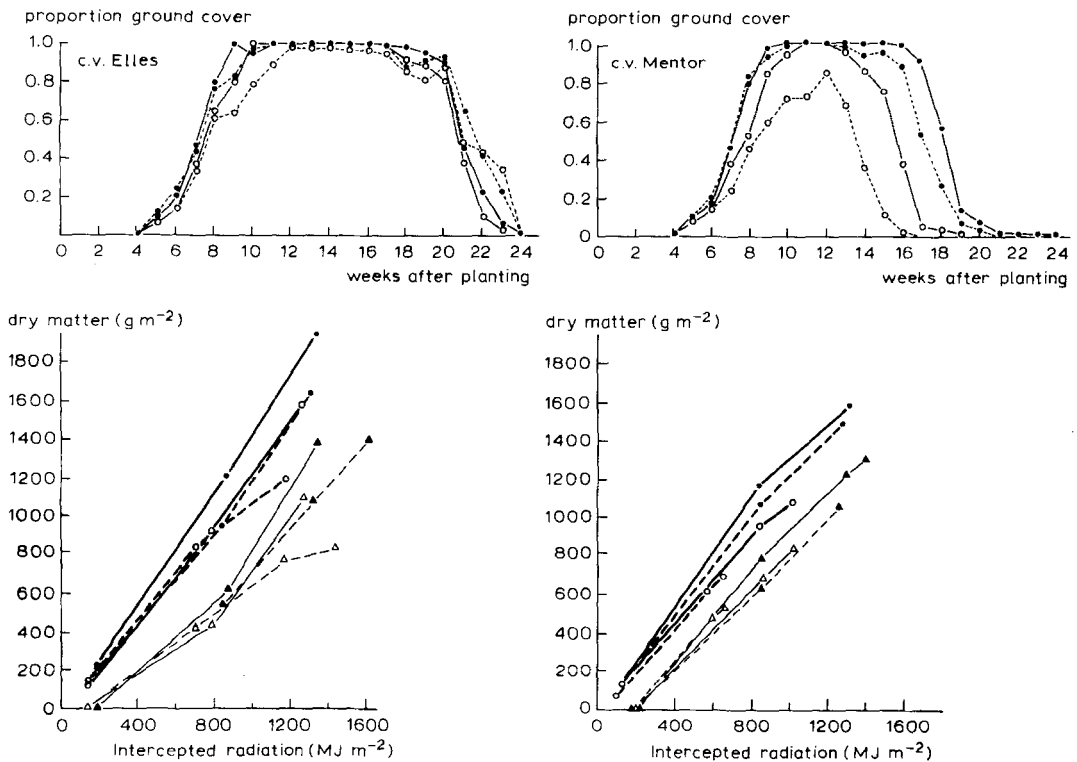 proportion ground cover
1.0
0.8
0.6
0.4
0.2
c.v. Elles
0 2 4 6 8 10 12 14 16 18 20 22 24
weeks after planting
proportion ground cover
1.0
0.8
0.6
0.4
0.2
0
c.v. Mentor
0 2 4 6 8 10 12 14 16 18 20 22 24
weeks after planting
dry matter (g m⁻²)
1800
1600
1400
1200
1000
800
600
400
200
0
0 400 800 1200 1600
Intercepted radiation (MJ m⁻²)
dry matter (g m⁻²)
1800
1600
1400
1200
1000
800
600
400
200
0
0 400 800 1200 1600
Intercepted radiation (MJ m⁻²)